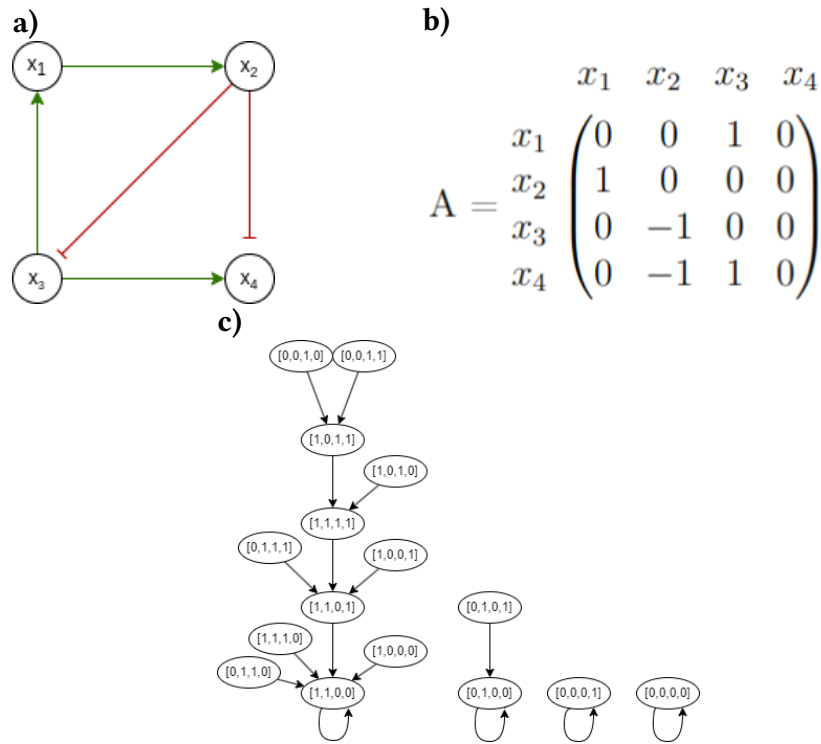 a)
b)
x1
x2
x3
x4
x1 x2 x3 x4
x1 0 0 1 0
A = x2 1 0 0 0
x3 0 −1 0 0
x4 0 −1 1 0
c)
[0,0,1,0] [0,0,1,1]
[1,0,1,1]
[1,0,1,0]
[1,1,1,1]
[0,1,1,1]
[1,0,0,1]
[1,1,0,1]
[0,1,0,1]
[1,1,1,0]
[1,0,0,0]
[0,1,1,0]
[1,1,0,0]
[0,1,0,0]
[0,0,0,1]
[0,0,0,0]